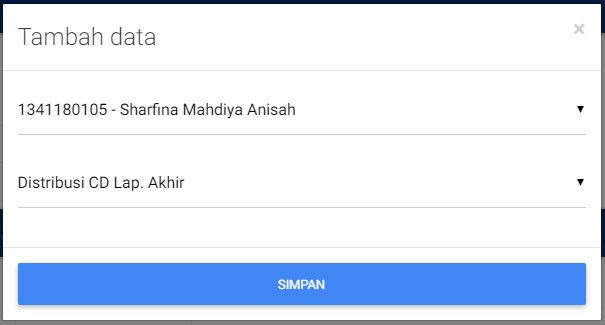 Tambah data
×
1341180105 - Sharfina Mahdiya Anisah
Distribusi CD Lap. Akhir
SIMPAN